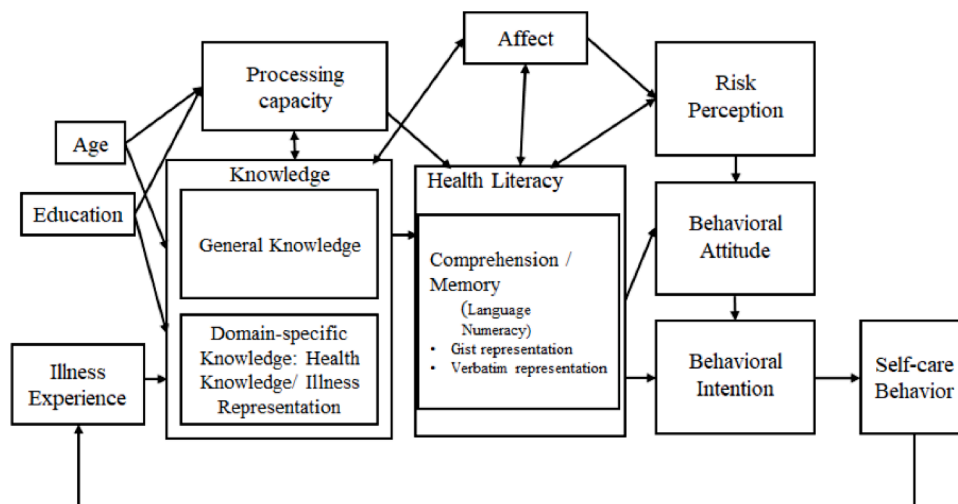 Affect
Processing
capacity
Risk
Perception
Age
Knowledge
Health Literacy
Education
General Knowledge
Behavioral
Attitude
Comprehension /
Memory
(Language
Numeracy)
• Gist representation
• Verbatim representation
Domain-specific
Knowledge: Health
Knowledge/ Illness
Representation
Illness
Experience
Behavioral
Intention
Self-care
Behavior